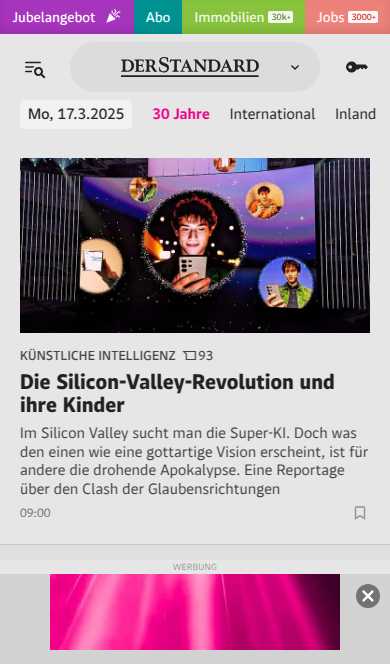 Jubelangebot Abo Immobilien 30k+ Jobs 3000+
DERSTANDARD
Mo, 17.3.2025 30 Jahre International Inland
KÜNSTLICHE INTELLIGENZ 93
Die Silicon-Valley-Revolution und
ihre Kinder
Im Silicon Valley sucht man die Super-KI. Doch was
den einen wie eine gottartige Vision erscheint, ist für
andere die drohende Apokalypse. Eine Reportage
über den Clash der Glaubensrichtungen
09:00
WERBUNG